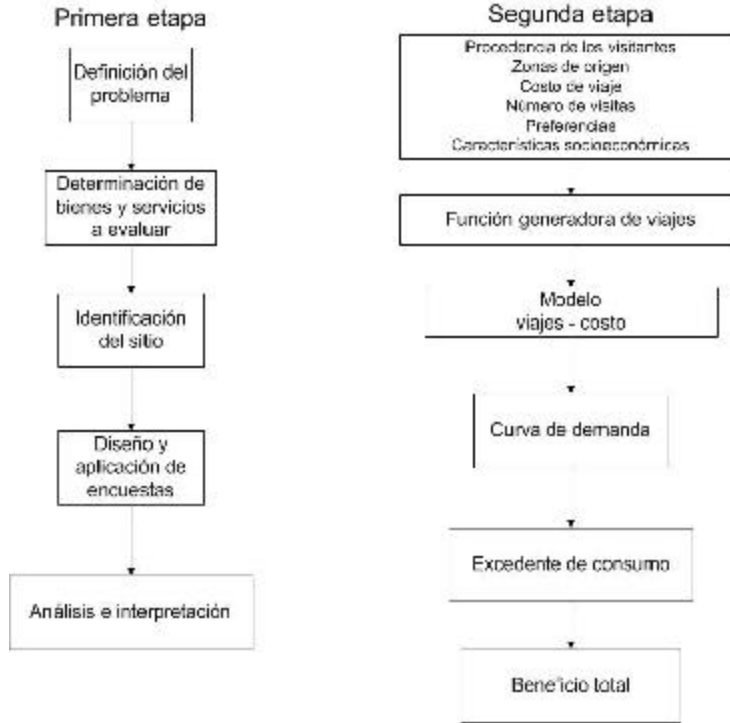 Primera etapa
Definición del
problema
Determinación de
bienes y servicios
a evaluar
Identificación
del sitio
Diseño y
aplicación de
encuestas
Análisis e interpretación
Segunda etapa
Procedencia de los visitantes
Zonas de origen
Costo de viaje
Número de visitas
Preferencias
Características socioeconómicas
Función generadora de viajes
Modelo
viajes - costo
Curva de demanda
Excedente de consumo
Beneficio total